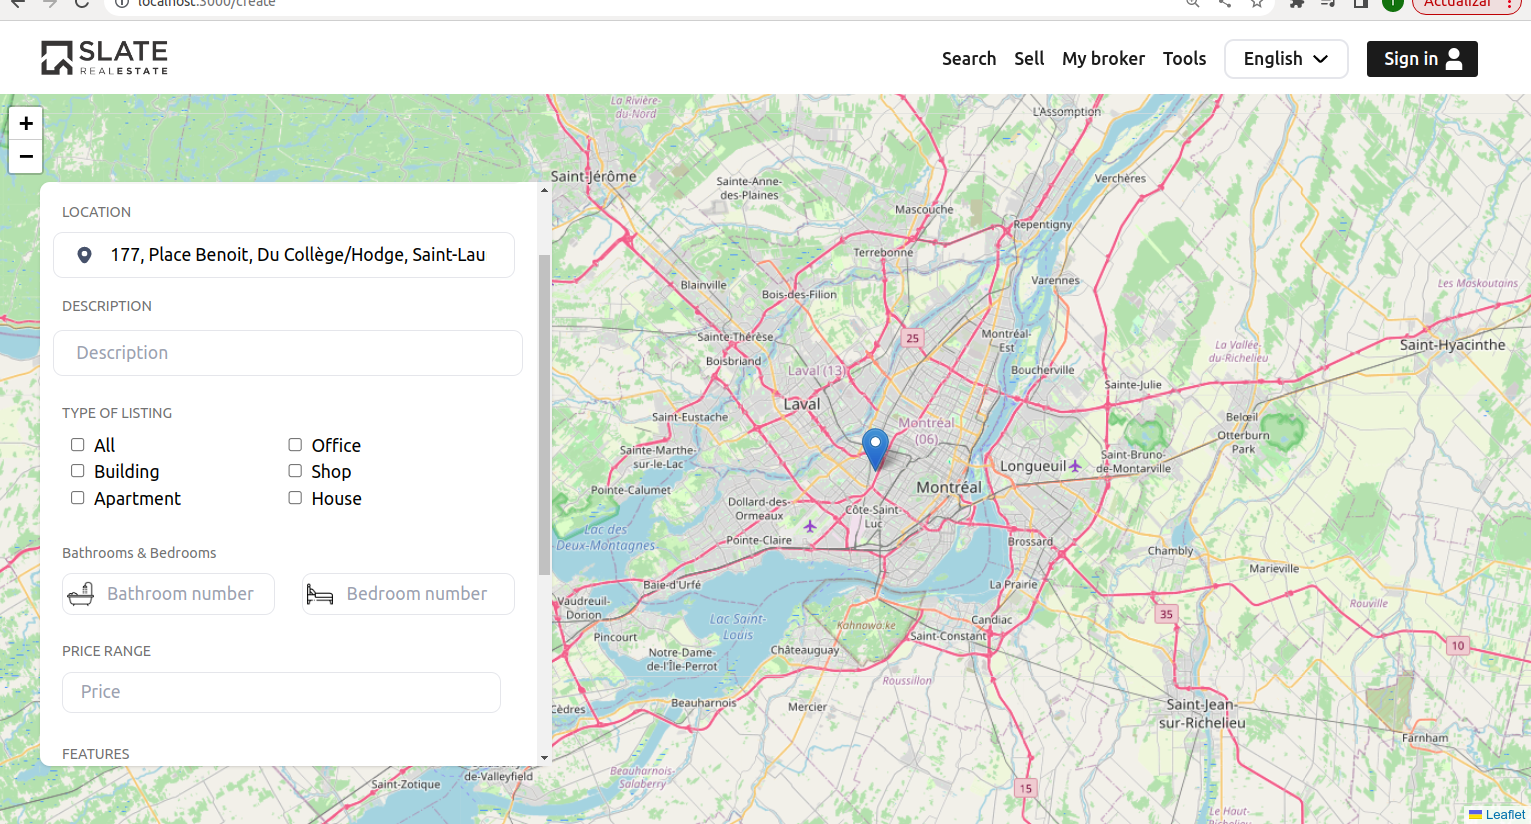 localhost:3000/create
Actualizar
SLATE
REALESTATE
Search
Sell
My broker
Tools
English
Sign in
+
−
LOCATION
177, Place Benoit, Du Collège/Hodge, Saint-Lau
DESCRIPTION
Description
TYPE OF LISTING
All
Office
Building
Shop
Apartment
House
Bathrooms & Bedrooms
Bathroom number
Bedroom number
PRICE RANGE
Price
FEATURES
La Rivière-
du-Nord
L'Assomption
Saint-Jérôme
Sainte-Anne-
des-Plaines
Verchères
Mascouche
Repentigny
Terrebonne
Blainville
Bois-des-Filion
Varennes
Les Maskoutains
Sainte-Thérèse
25
Montréal-
Est
Boisbriand
Laval (13)
Boucherville
La Vallée-
du-Richelieu
Saint-Hyacinthe
Sainte-Julie
Laval
Saint-Eustache
Montréal
(06)
Belœil
Otterburn
Park
Sainte-Marthe-
sur-le-Lac
Longueuil
Saint-Bruno-
de-Montarville
Pointe-Calumet
Montréal
Dollard-des-
Ormeaux
Côte-Saint-
Luc
Lac des
Deux-Montagnes
Pointe-Claire
Brossard
Chambly
Marieville
Baie-d'Urfé
La Prairie
Vaudreuil-
Dorion
Rouville
Lac Saint-
Louis
Kahnawa:ke
Candiac
35
Pincourt
Saint-Constant
10
Notre-Dame-
de-l'Île-Perrot
Châteauguay
Roussillon
Cèdres
Beauharnois
Mercier
Saint-Jean-
sur-Richelieu
Farnham
Saint-Zotique
de-Valleyfield
Beauharnois-
Salaberry
15
Le Haut-
Leaflet